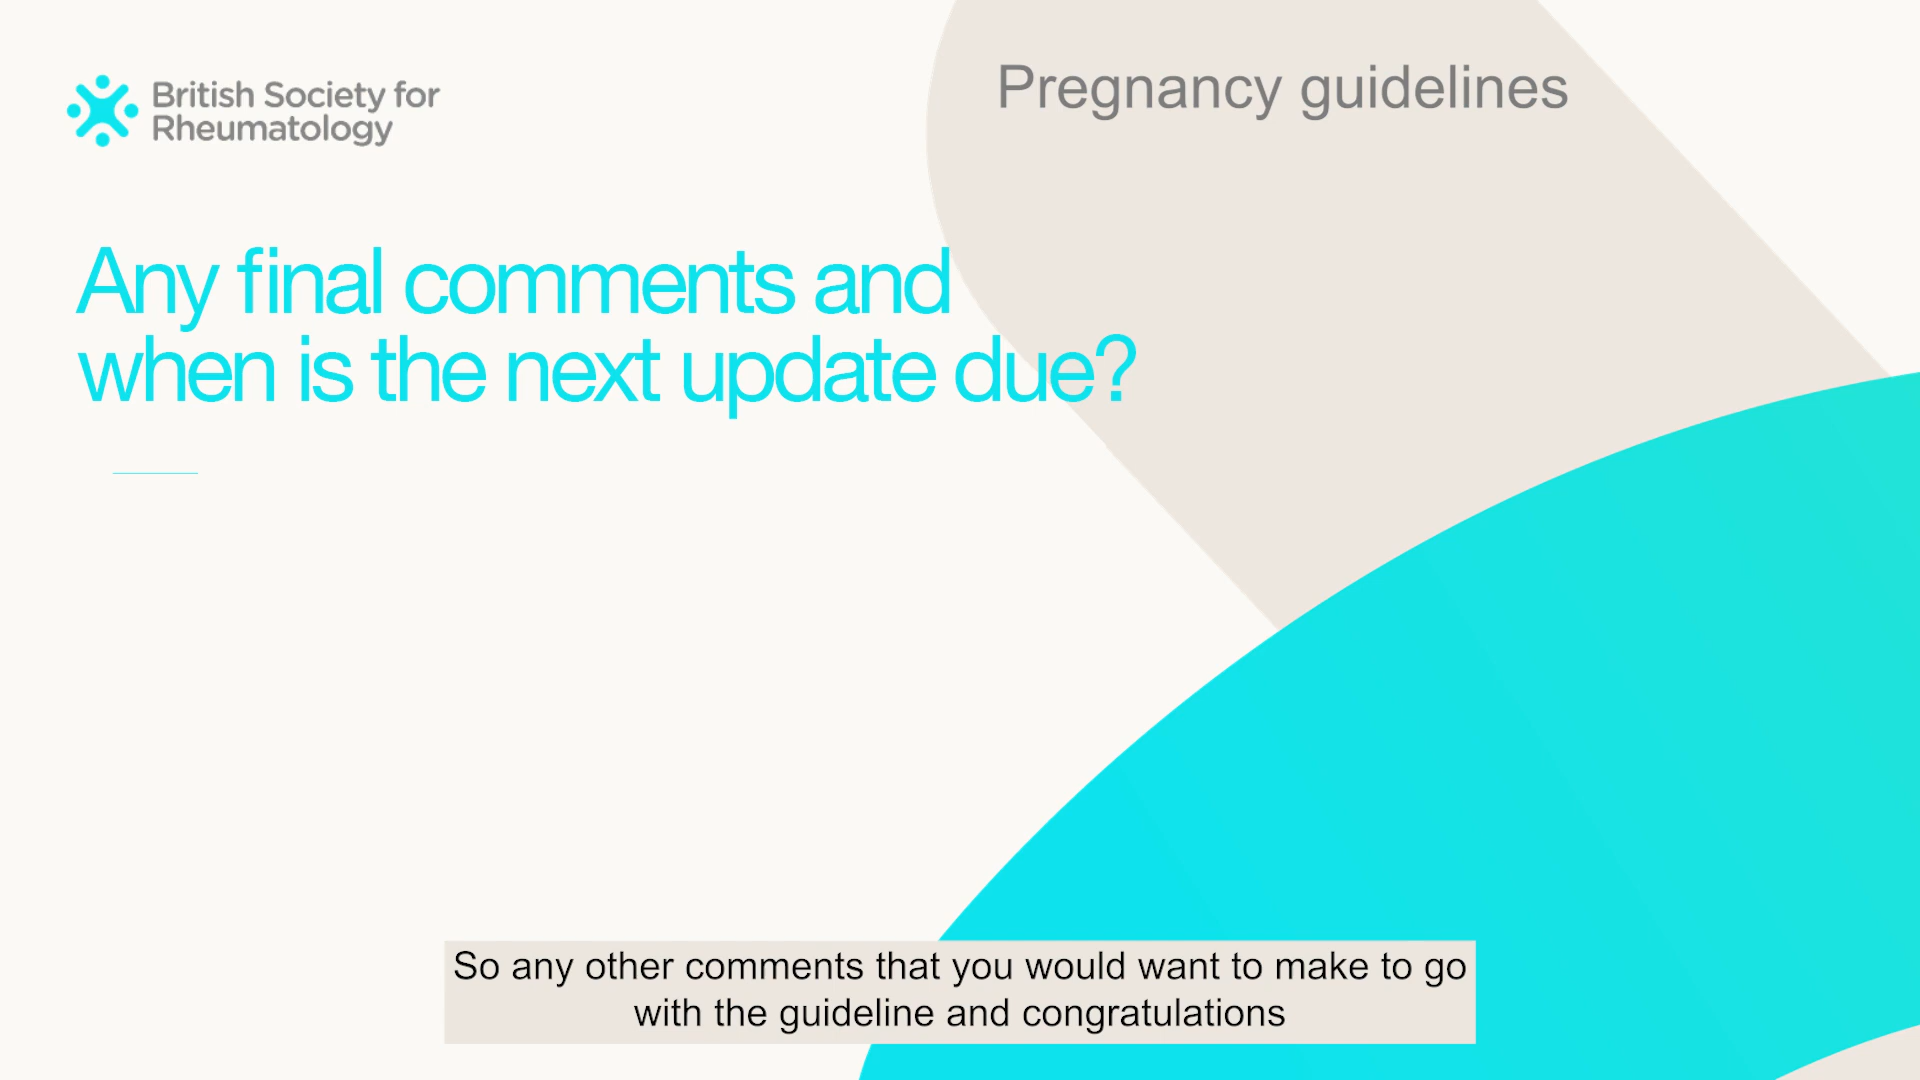 British Society for
Rheumatology
Pregnancy guidelines
Any final comments and
when is the next update due?
So any other comments that you would want to make to go
with the guideline and congratulations